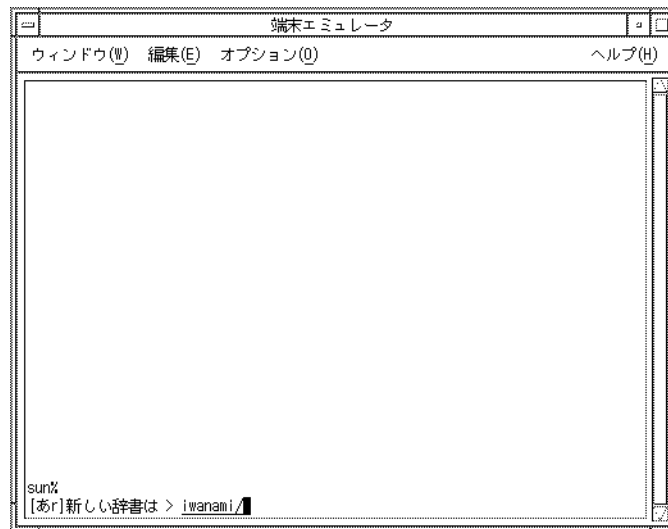 端末エミュレータ
ウィンドウ(W) 編集(E) オプション(O) ヘルプ(H)
sun%
[あr]新しい辞書は > iwanami/